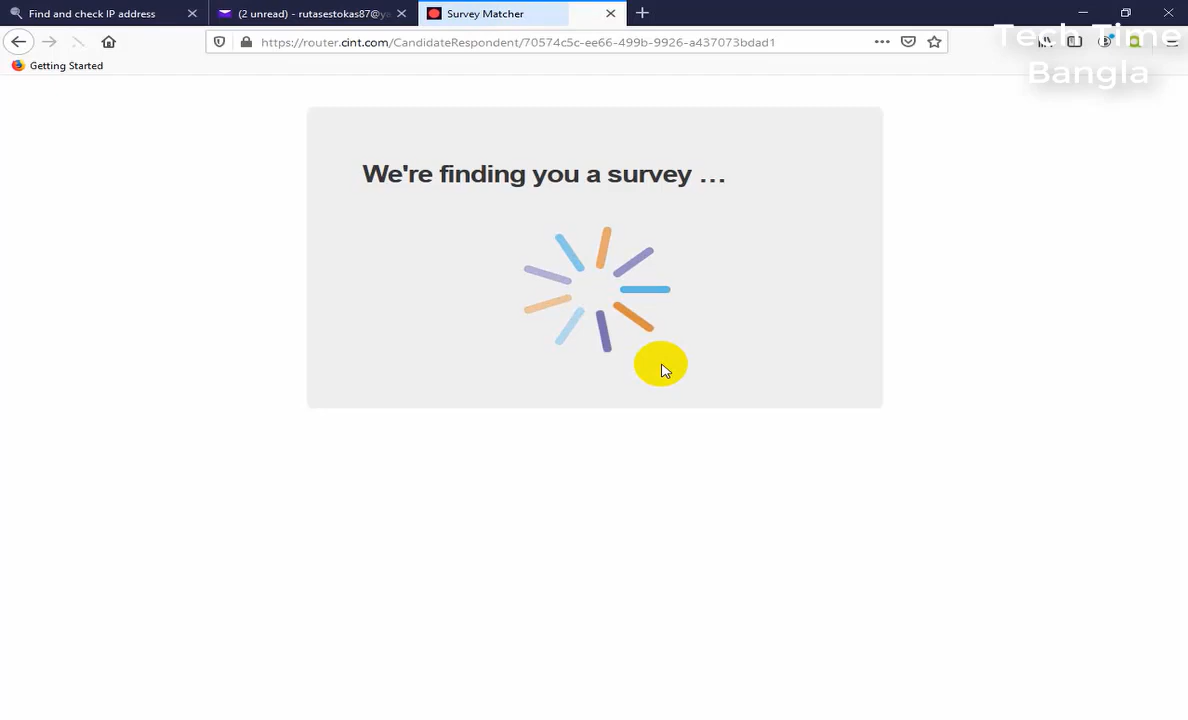 Find and check IP address
(2 unread) - rutasestokas87@ya
Survey Matcher
https://router.cint.com/CandidateRespondent/70574c5c-ee66-499b-9926-a437073bdad1
Getting Started
Tech Time
Bangla
We're finding you a survey ...